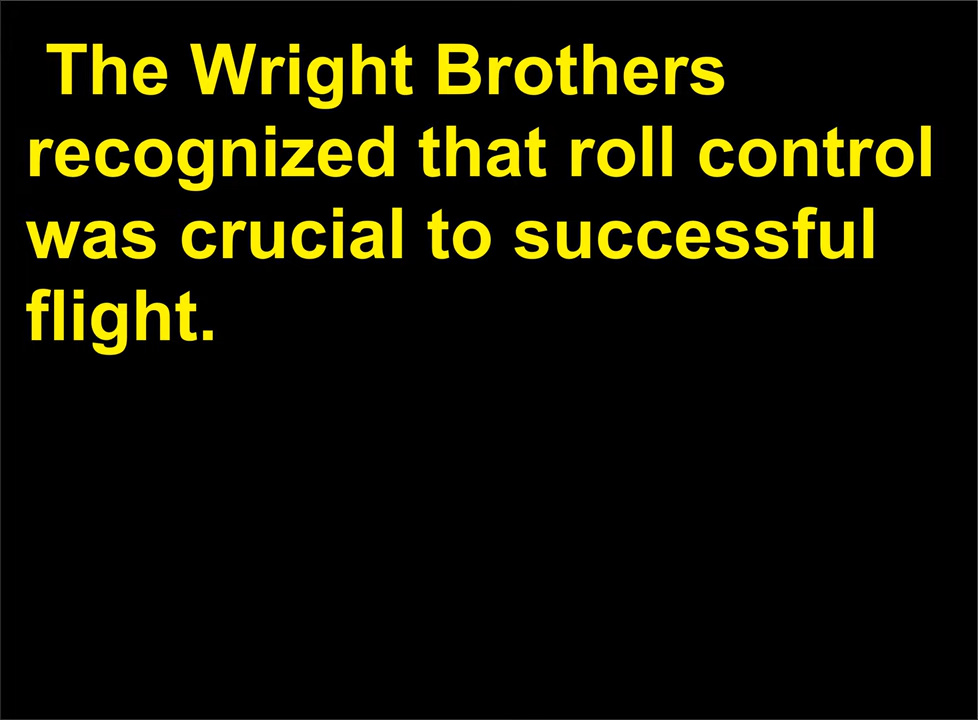 The Wright Brothers
recognized that roll control
was crucial to successful
flight.